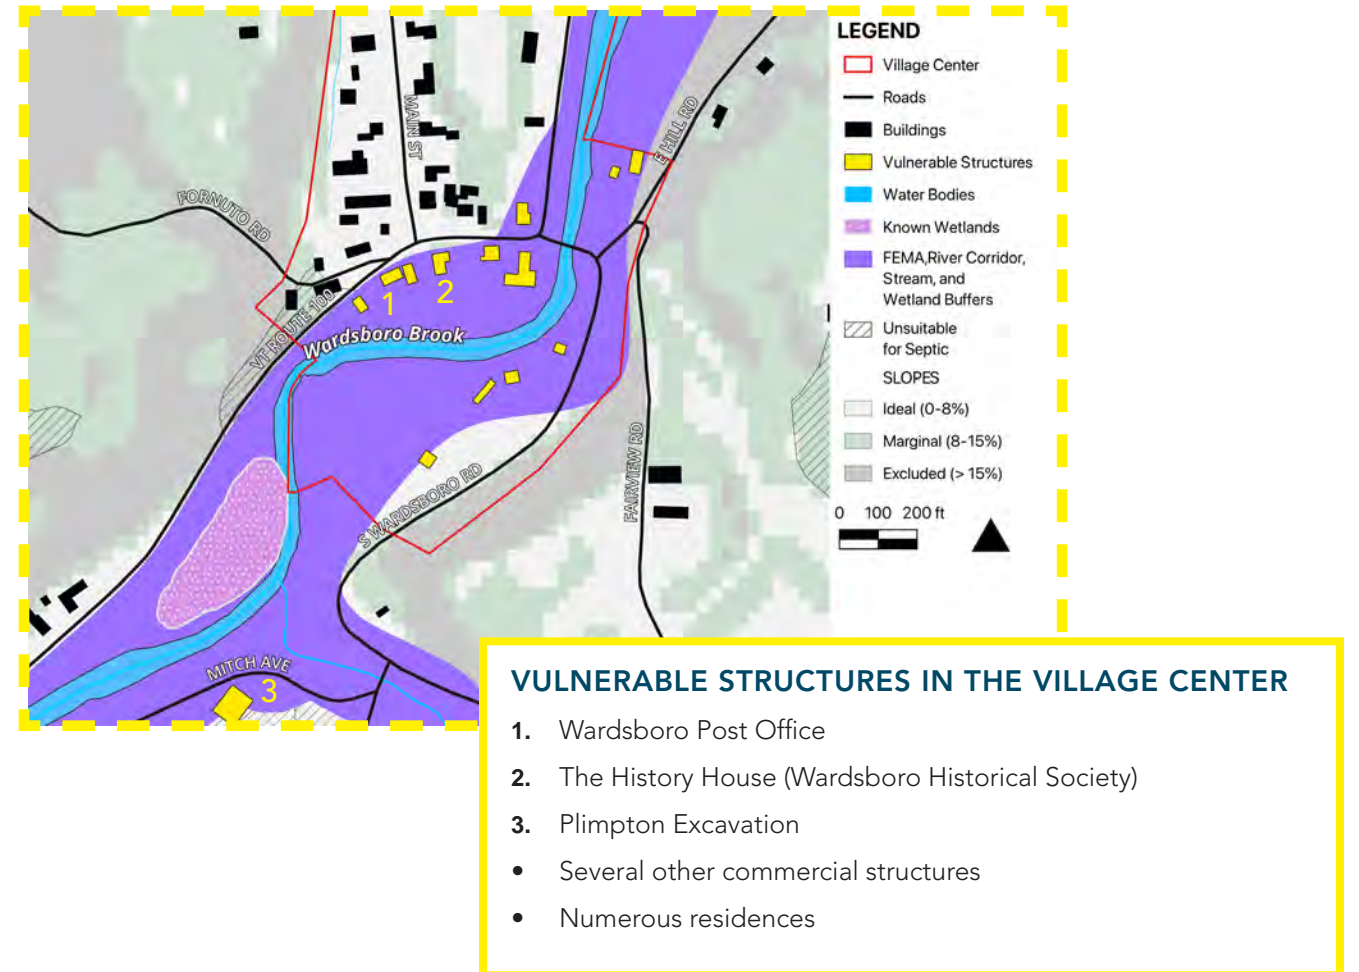 MAIN ST
E HILL RD
FORNUTO RD
1
2
VT ROUTE 100
Wardsboro Brook
FAIRVIEW RD
S WARDSBORO RD
MITCH AVE
3
LEGEND
Village Center
Roads
Buildings
Vulnerable Structures
Water Bodies
Known Wetlands
FEMA,River Corridor,
Stream, and
Wetland Buffers
Unsuitable
for Septic
SLOPES
Ideal (0-8%)
Marginal (8-15%)
Excluded (> 15%)
0 100 200 ft
VULNERABLE STRUCTURES IN THE VILLAGE CENTER
1. Wardsboro Post Office
2. The History House (Wardsboro Historical Society)
3. Plimpton Excavation
• Several other commercial structures
• Numerous residences